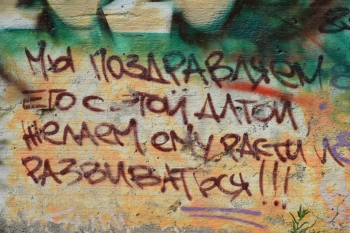 МЫ ПОЗДРАВЛЯЕМ
ЕГО С ЭТОЙ ДАТОЙ,
ЖЕЛАЕМ ЕМУ РАСТИ И
РАЗВИВАТЬСЯ!!!